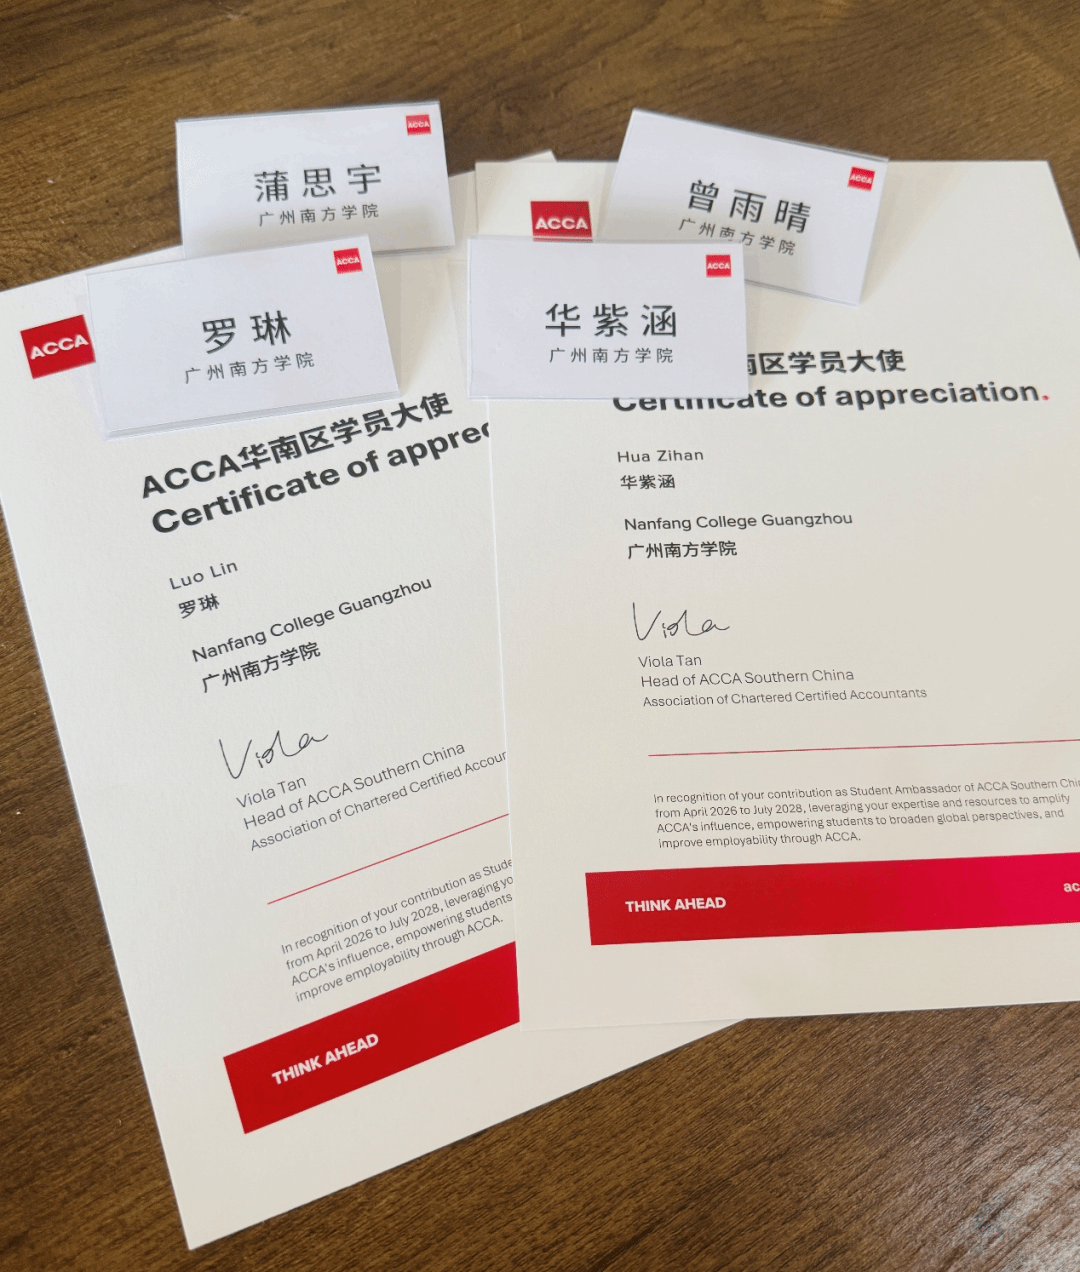 ACCA
蒲思宇
广州南方学院
ACCA
曾雨晴
广州南方学院
ACCA
罗琳
广州南方学院
ACCA
华紫涵
广州南方学院
ACCA
ACCA华南区学员大使
Certificate of
Luo Lin
罗琳
Nanfang College Guangzhou
广州南方学院
Viola
Viola Tan
Head of ACCA Southern China
Association of Chartered Certified
In recognition of your contribution as
from April 2026 to July 2028, leveraging
ACCA's influence, empowering students
improve employability through ACCA.
THINK AHEAD
ACCA
区学员大使
Certificate of appreciation.
Hua Zihan
华紫涵
Nanfang College Guangzhou
广州南方学院
Viola
Viola Tan
Head of ACCA Southern China
Association of Chartered Certified Accountants
In recognition of your contribution as Student Ambassador of ACCA Southern
from April 2026 to July 2028, leveraging your expertise and resources to amplify
ACCA's influence, empowering students to broaden global perspectives, and
improve employability through ACCA.
THINK AHEAD